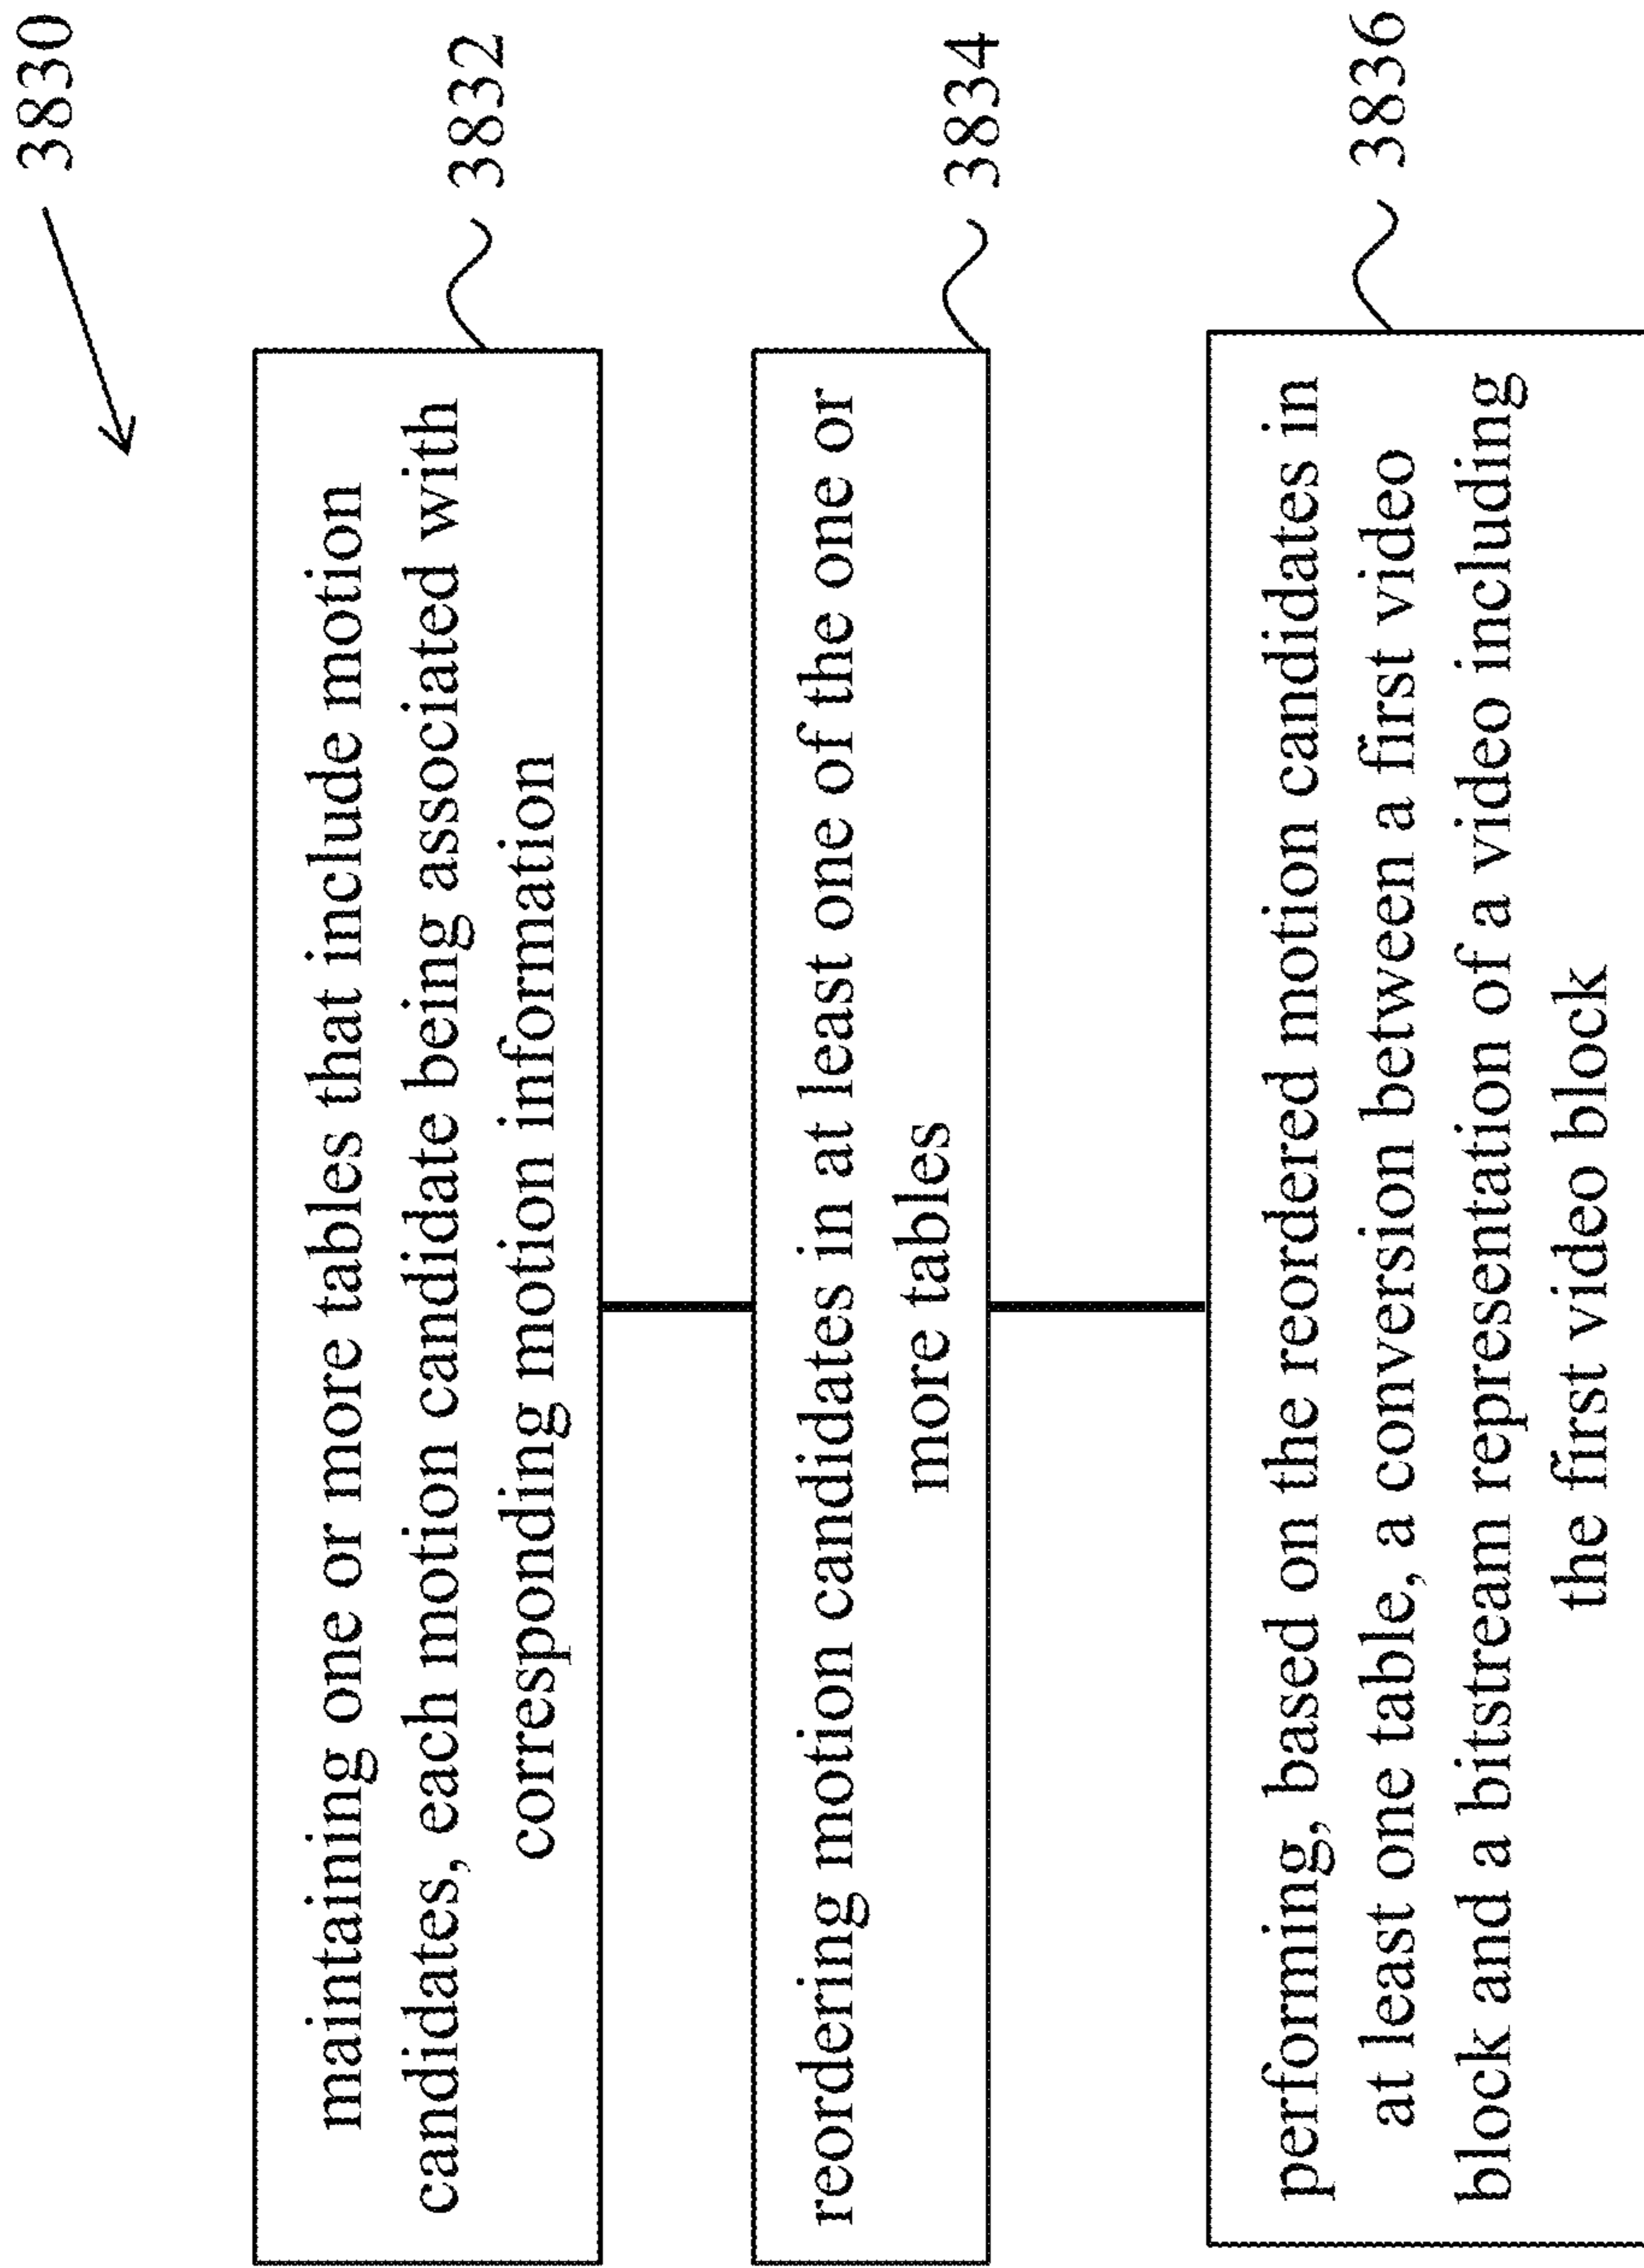 3830
maintaining one or more tables that include motion
candidates, each motion candidate being associated with
corresponding motion information
3832
reordering motion candidates in at least one of the one or
more tables
3834
performing, based on the reordered motion candidates in
at least one table, a conversion between a first video
block and a bitstream representation of a video including
the first video block
3836